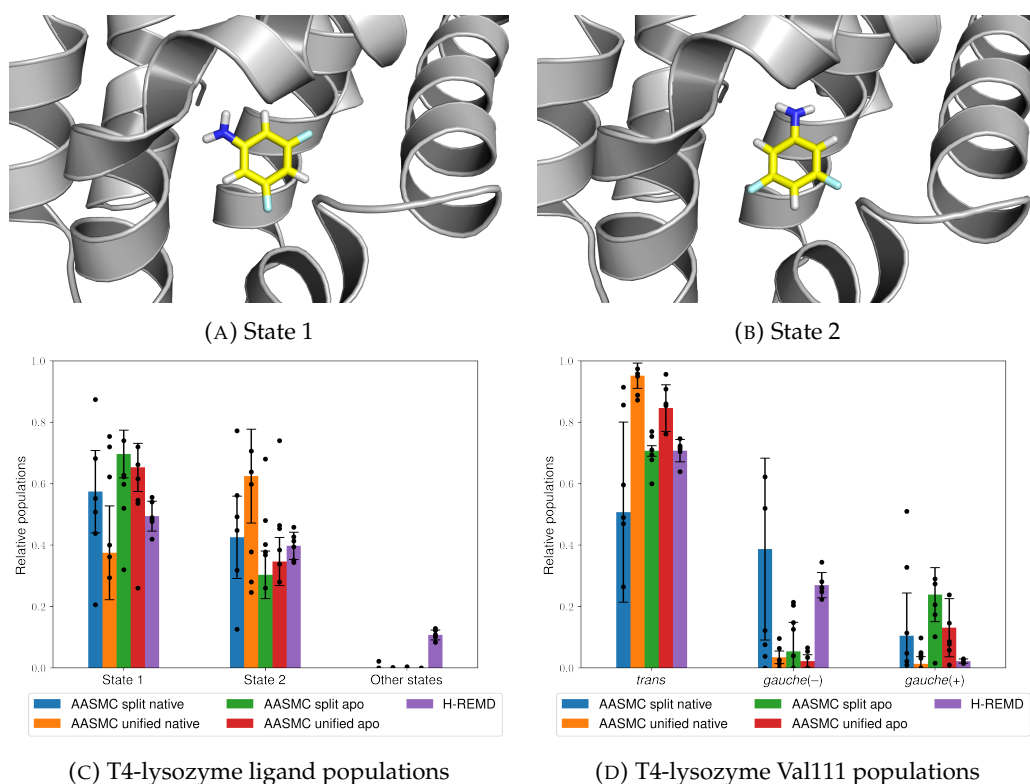 (A) State 1
(B) State 2
Relative populations
1.0
0.8
0.6
0.4
0.2
0.0
State 1
State 2
Other states
AASMC split native
AASMC split apo
H-REMD
AASMC unified native
AASMC unified apo
(C) T4-lysozyme ligand populations
Relative populations
1.0
0.8
0.6
0.4
0.2
0.0
trans
gauche(−)
gauche(+)
AASMC split native
AASMC split apo
H-REMD
AASMC unified native
AASMC unified apo
(D) T4-lysozyme Val111 populations